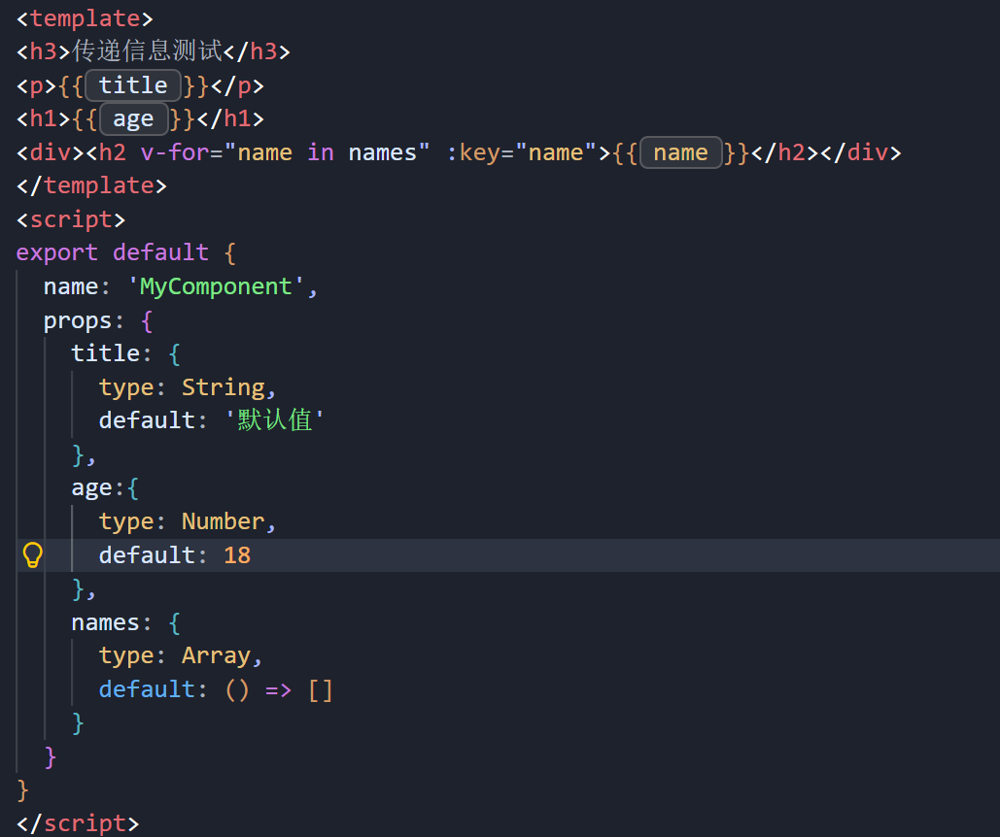 <template>
<h3>传递信息测试</h3>
<p>{{ title }}</p>
<h1>{{ age }}</h1>
<div><h2 v-for="name in names" :key="name">{{ name }}</h2></div>
</template>
<script>
export default {
  name: 'MyComponent',
  props: {
    title: {
      type: String,
      default: '默认值'
    },
    age:{
      type: Number,
      default: 18
    },
    names: {
      type: Array,
      default: () => []
    }
  }
}
</script>